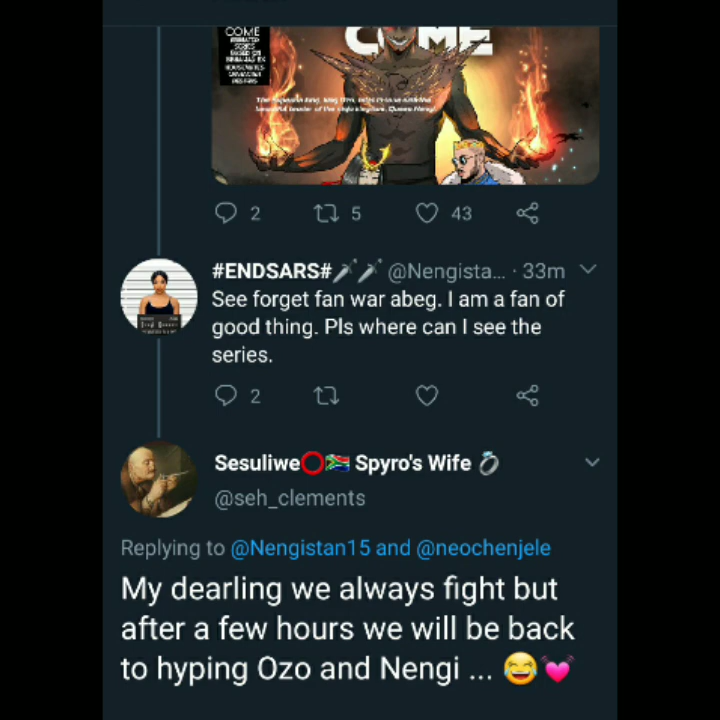 COME
COME
2 5 43
#ENDSARS# @Nengista... · 33m
See forget fan war abeg. I am a fan of
good thing. Pls where can I see the
series.
2
Sesuliwe Spyro's Wife
@seh_clements
Replying to @Nengistan15 and @neochenjele
My dearling we always fight but
after a few hours we will be back
to hyping Ozo and Nengi ... 😂💓